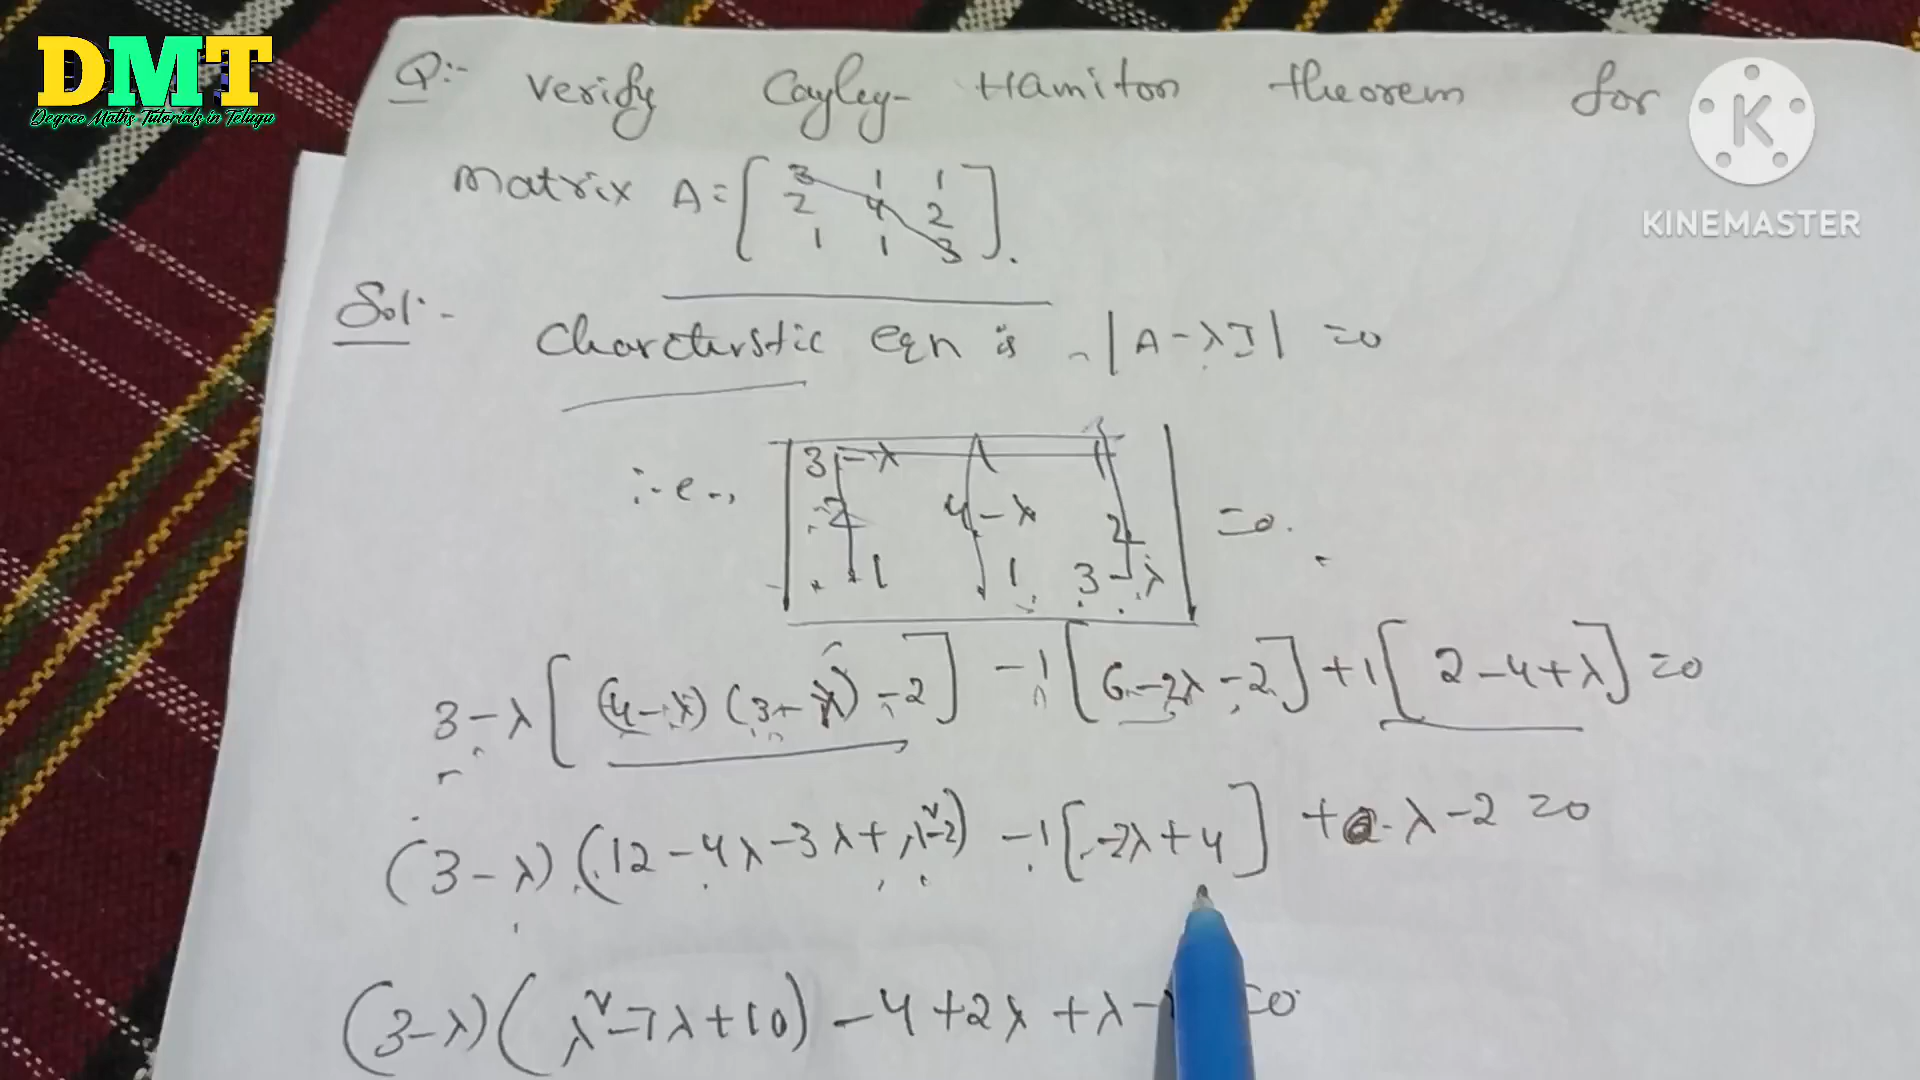 DMT
Degree Maths Tutorials in Telugu
K
KINEMASTER
Q:- Verify Cayley-Hamiton theorem for
matrix A = [ 3 1 1
2 4 2
1 1 3 ].
Sol:-
Charcterstic eqn is |A-λI| =0
i.e., | 3-λ 1 1
2 4-λ 2 =0.
1 1 3-λ |
3-λ [ (4-λ) (3-λ) -2 ] -1 [ 6-2λ-2 ] +1 [ 2-4+λ ] =0
(3-λ) (12-4λ-3λ+λ²-2) -1 [ -2λ+4 ] + λ-2 =0
(3-λ) (λ²-7λ+10) -4+2λ +λ- =0